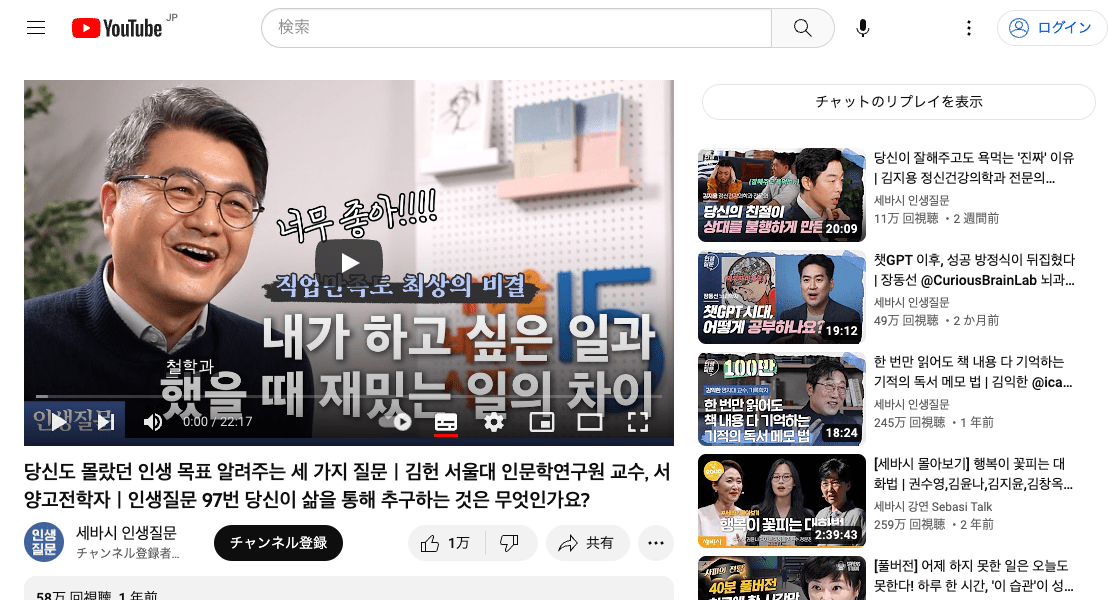 YouTube JP
検索
ログイン
너무 좋아!!!!
직업만족도 최상의 비결
15
내가 하고 싶은 일과
철학과
했을 때 재밌는 일의 차이
인생질문
0:00 / 22:17
당신도 몰랐던 인생 목표 알려주는 세 가지 질문 | 김헌 서울대 인문학연구원 교수, 서
양고전학자 | 인생질문 97번 당신이 삶을 통해 추구하는 것은 무엇인가요?
인생
질문
세바시 인생질문
チャンネル登録者...
チャンネル登録
1万
共有
58万 回視聴 1 年前
チャットのリプレイを表示
당신의 친절이
상대를 불행하게 만든
20:09
당신이 잘해주고도 욕먹는 '진짜' 이유
| 김지용 정신건강의학과 전문의...
세바시 인생질문
11万 回視聴 • 2 週間前
챗GPT시대,
어떻게 공부하나요?
19:12
챗GPT 이후, 성공 방정식이 뒤집혔다
| 장동선 @CuriousBrainLab 뇌과...
세바시 인생질문
49万 回視聴 • 2 か月前
100만
한 번만 읽어도
책 내용 다 기억하는
기적의 독서 메모 법
18:24
한 번만 읽어도 책 내용 다 기억하는
기적의 독서 메모 법 | 김익한 @ica...
세바시 인생질문
245万 回視聴 • 1 年前
행복이 꽃피는 대화법
세바시
2:39:43
[세바시 몰아보기] 행복이 꽃피는 대
화법 | 권수영,김윤나,김지윤,김창옥...
세바시 강연 Sebasi Talk
259万 回視聴 • 2 年前
40분 풀버전
[풀버전] 어제 하지 못한 일은 오늘도
못한다! 하루 한 시간, '이 습관'이 성...